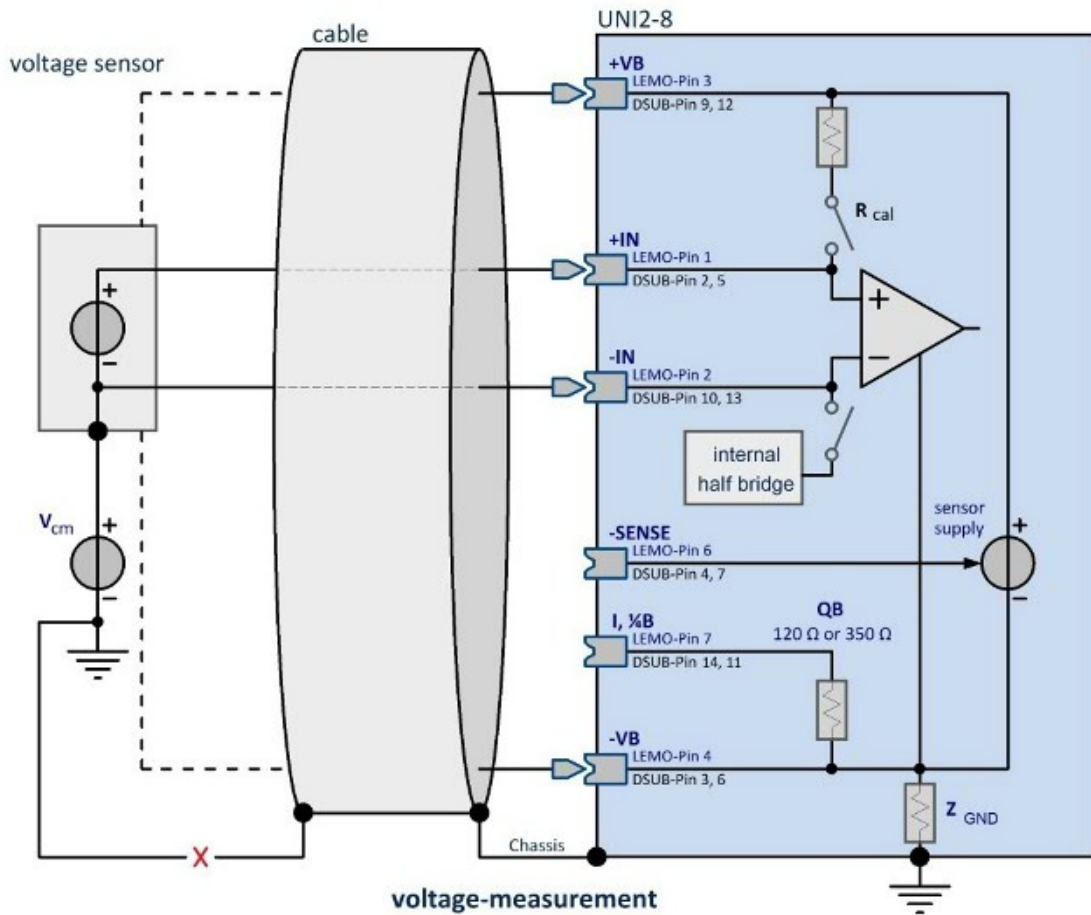 UNI2-8
cable
voltage sensor
+VB
LEMO-Pin 3
DSUB-Pin 9, 12
R cal
+IN
LEMO-Pin 1
DSUB-Pin 2, 5
+
+
−
−
-IN
LEMO-Pin 2
DSUB-Pin 10, 13
internal
half bridge
Vcm
+
−
-SENSE
LEMO-Pin 6
DSUB-Pin 4, 7
sensor
supply
+
−
I, ¼B
LEMO-Pin 7
DSUB-Pin 14, 11
QB
120 Ω or 350 Ω
-VB
LEMO-Pin 4
DSUB-Pin 3, 6
Z GND
X
Chassis
voltage-measurement